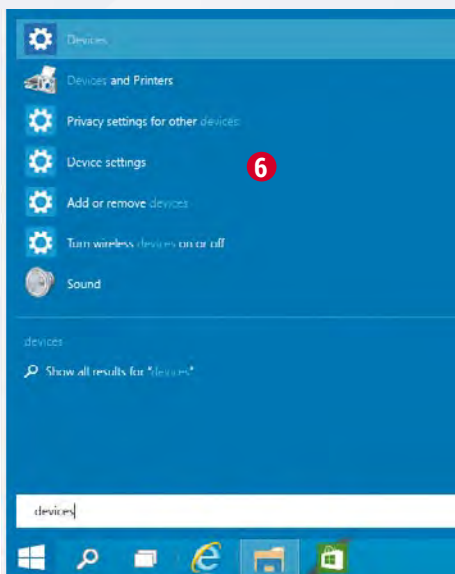 Devices
Devices and Printers
Privacy settings for other devices
Device settings
6
Add or remove devices
Turn wireless devices on or off
Sound
devices
Show all results for "devices"
devices